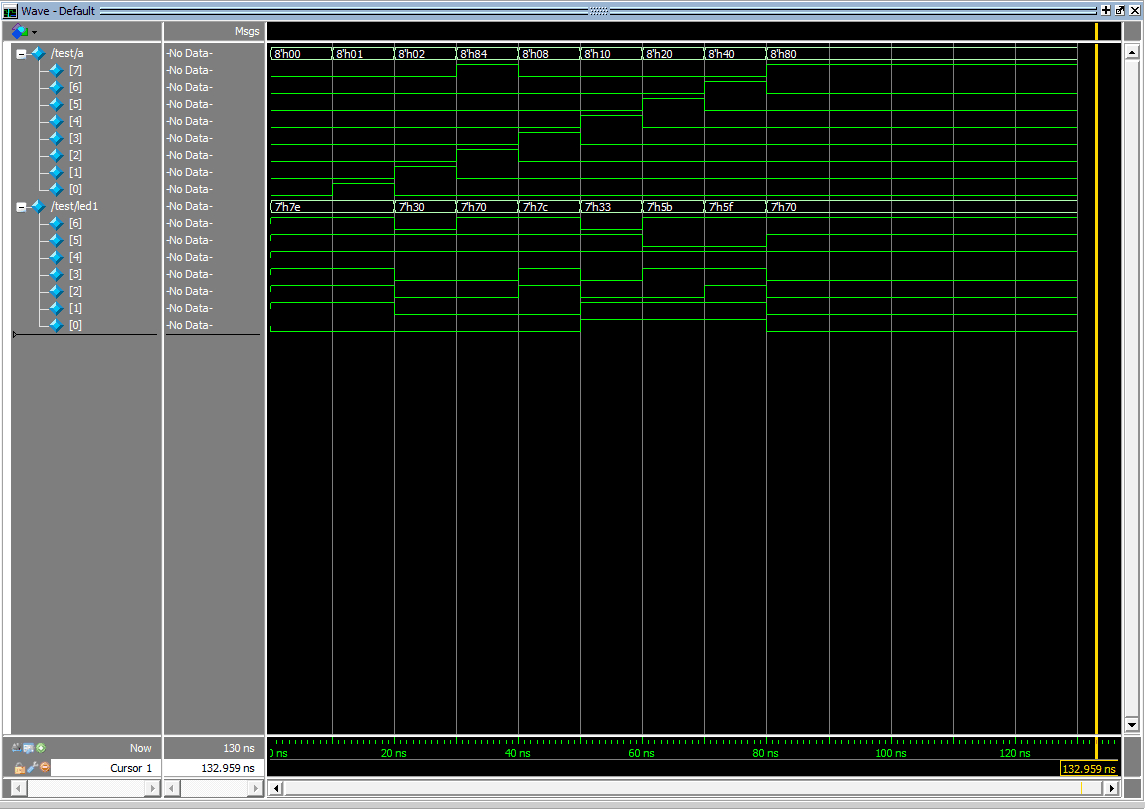 Wave - Default
Msgs
/test/a -No Data- 8'h00 8'h01 8'h02 8'h84 8'h08 8'h10 8'h20 8'h40 8'h80
[7] -No Data-
[6] -No Data-
[5] -No Data-
[4] -No Data-
[3] -No Data-
[2] -No Data-
[1] -No Data-
[0] -No Data-
/test/led1 -No Data- 7'h7e 7'h30 7'h70 7'h7c 7'h33 7'h5b 7'h5f 7'h70
[6] -No Data-
[5] -No Data-
[4] -No Data-
[3] -No Data-
[2] -No Data-
[1] -No Data-
[0] -No Data-
Now 130 ns 0 ns 20 ns 40 ns 60 ns 80 ns 100 ns 120 ns
Cursor 1 132.959 ns 132.959 ns